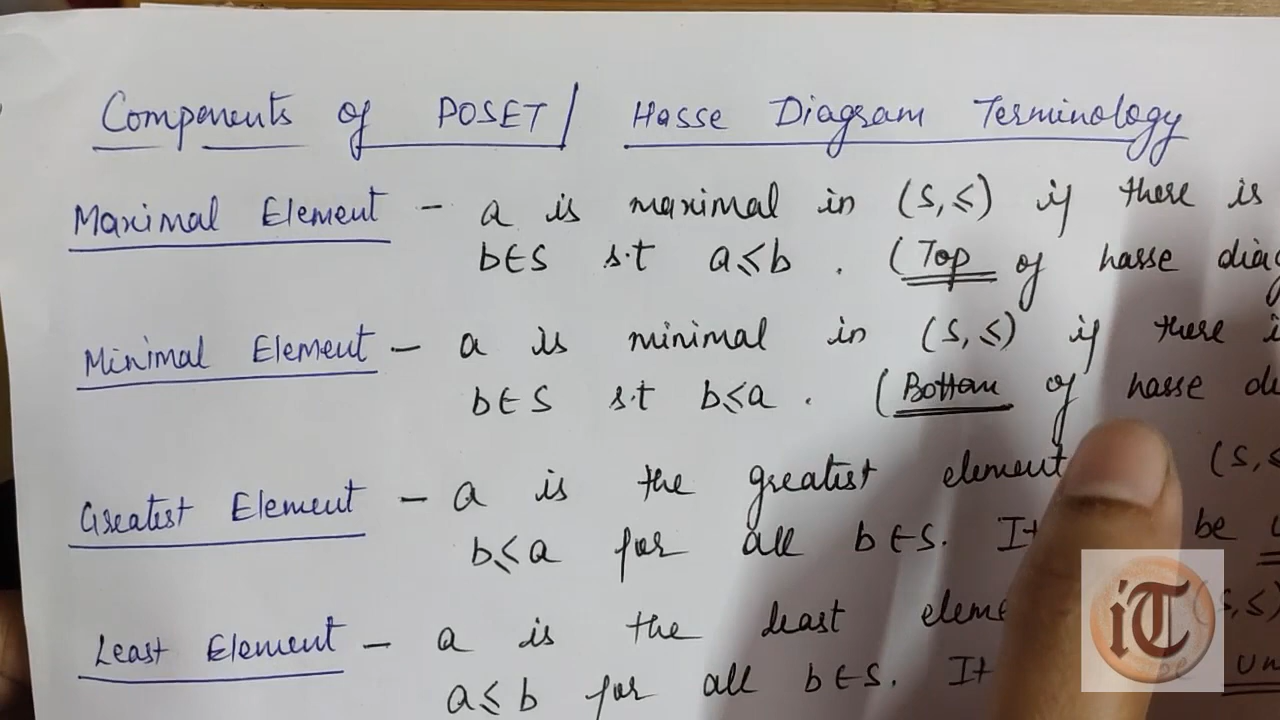 Components of POSET / Hasse Diagram Terminology
Maximal Element - a is maximal in (S,≤) if there is
b∈S s.t a≤b . (Top of hasse
Minimal Element - a is minimal in (S,≤) if there
b∈S s.t b≤a . (Bottom of hasse
Greatest Element - a is the greatest element (S,≤
b≤a for all b∈S. It be
Least Element - a is the least (S,≤)
a≤b for all b∈S. It
iT